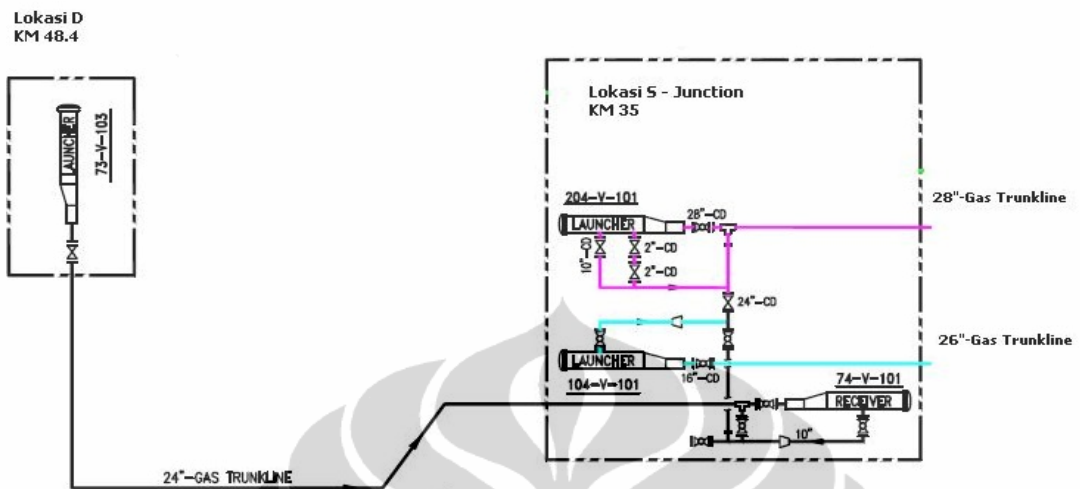 Lokasi D
KM 48.4
LAUNCHER
73-V-103
Lokasi S - Junction
KM 35
204-V-101
LAUNCHER
28"-CD
10"-CD
2"-CD
2"-CD
28"-Gas Trunkline
24"-CD
LAUNCHER
104-V-101
16"-CD
26"-Gas Trunkline
74-V-101
RECEIVER
10"
24"-GAS TRUNKLINE